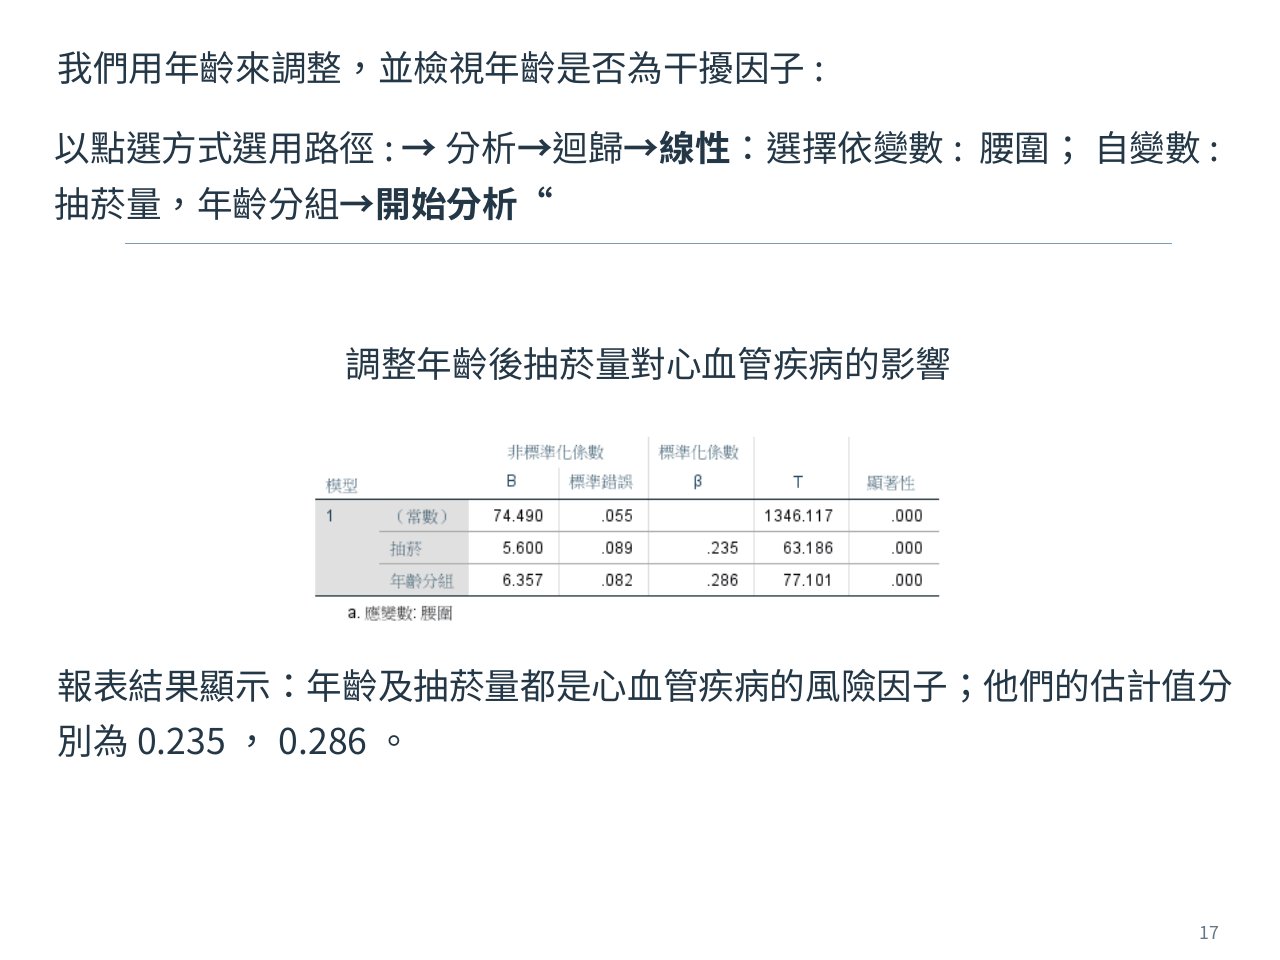 我們用年齡來調整，並檢視年齡是否為干擾因子 :
以點選方式選用路徑 : → 分析→迴歸→線性：選擇依變數 : 腰圍； 自變數 :
抽菸量，年齡分組→開始分析“
調整年齡後抽菸量對心血管疾病的影響
非標準化係數 標準化係數
模型 B 標準錯誤 β T 顯著性
1 （常數） 74.490 .055 1346.117 .000
抽菸 5.600 .089 .235 63.186 .000
年齡分組 6.357 .082 .286 77.101 .000
a. 應變數: 腰圍
報表結果顯示：年齡及抽菸量都是心血管疾病的風險因子；他們的估計值分
別為 0.235 ， 0.286 。
17